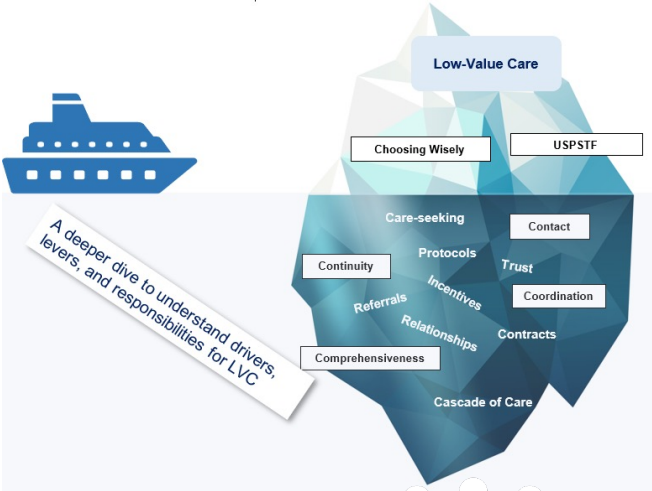 Low-Value Care
Choosing Wisely
USPSTF
Care-seeking
Contact
Protocols
Trust
Continuity
Incentives
Coordination
Referrals
Relationships
Contracts
Comprehensiveness
Cascade of Care
A deeper dive to understand drivers,
levers, and responsibilities for LVC